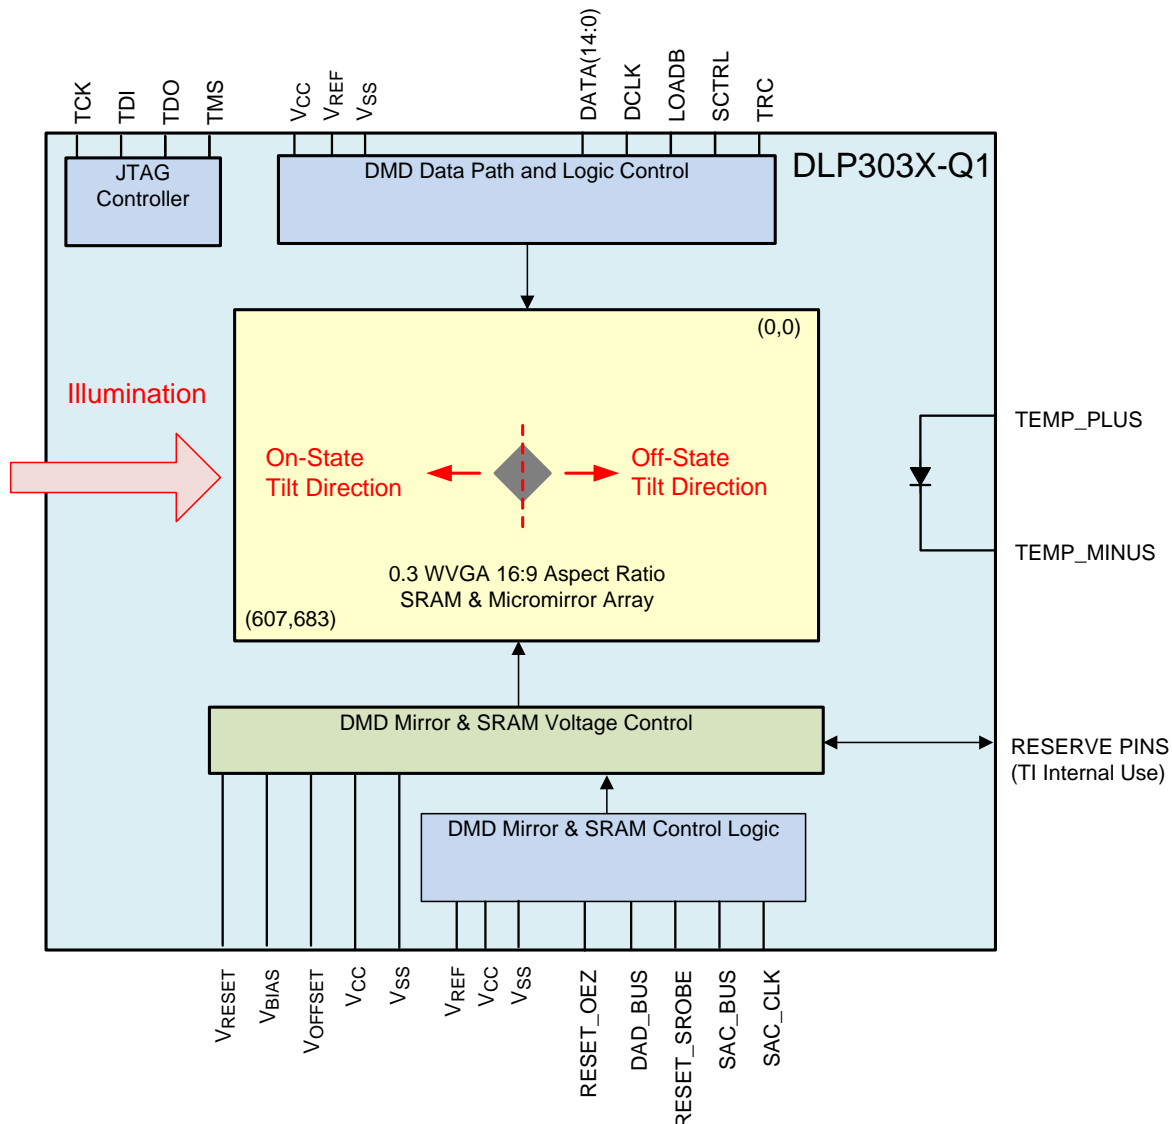 TCK
TDI
TDO
TMS
VCC
VREF
VSS
DATA(14:0)
DCLK
LOADB
SCTRL
TRC
JTAG
Controller
DMD Data Path and Logic Control
DLP303X-Q1
(0,0)
Illumination
On-State
Tilt Direction
Off-State
Tilt Direction
TEMP_PLUS
TEMP_MINUS
0.3 WVGA 16:9 Aspect Ratio
SRAM & Micromirror Array
(607,683)
DMD Mirror & SRAM Voltage Control
RESERVE PINS
(TI Internal Use)
DMD Mirror & SRAM Control Logic
VRESET
VBIAS
VOFFSET
VCC
VSS
VREF
VCC
VSS
RESET_OEZ
DAD_BUS
RESET_SROBE
SAC_BUS
SAC_CLK